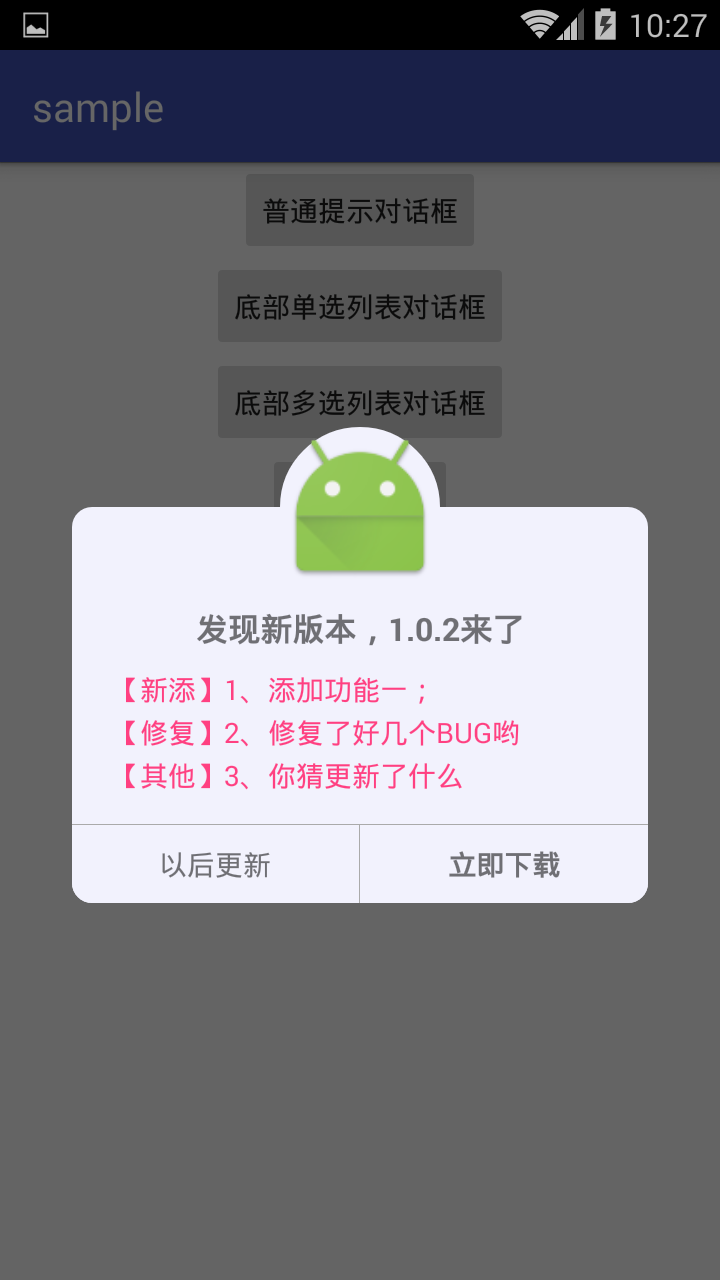 10:27
sample
普通提示对话框
底部单选列表对话框
底部多选列表对话框
发现新版本，1.0.2来了
【新添】1、添加功能一；
【修复】2、修复了好几个BUG哟
【其他】3、你猜更新了什么
以后更新
立即下载